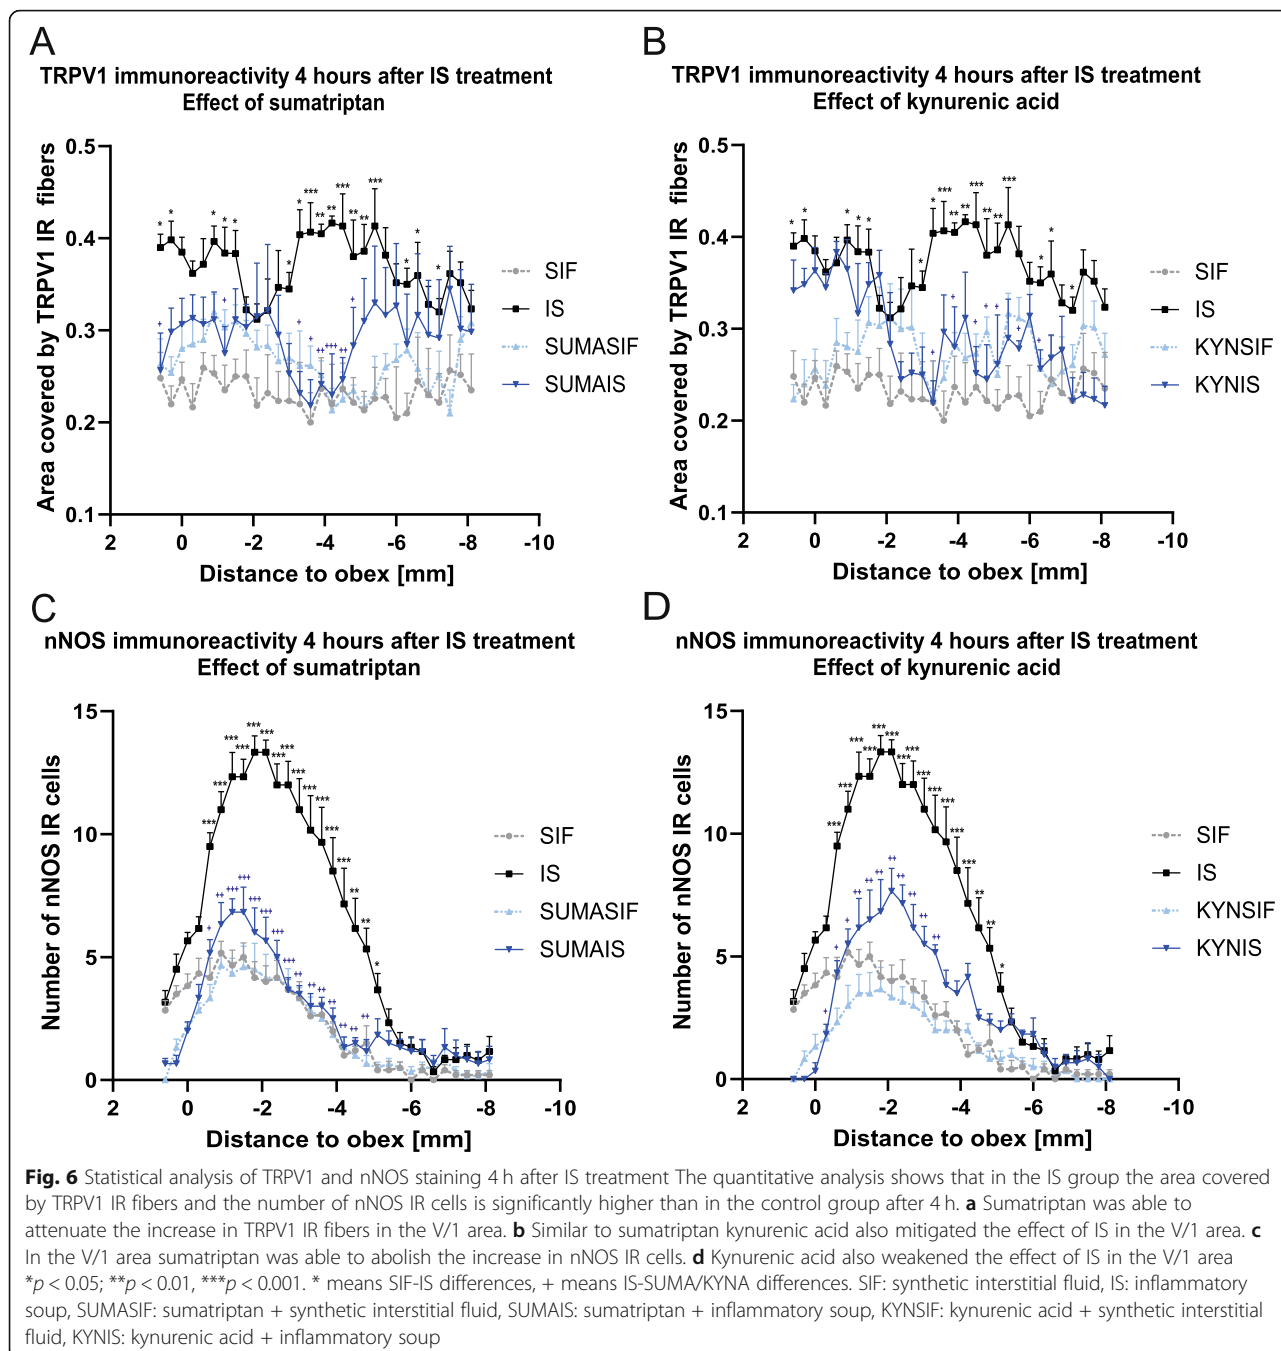 A
TRPV1 immunoreactivity 4 hours after IS treatment
Effect of sumatriptan
Area covered by TRPV1 IR fibers
0.5
0.4
0.3
0.2
0.1
2 0 -2 -4 -6 -8 -10
Distance to obex [mm]
SIF
IS
SUMASIF
SUMAIS
B
TRPV1 immunoreactivity 4 hours after IS treatment
Effect of kynurenic acid
Area covered by TRPV1 IR fibers
0.5
0.4
0.3
0.2
0.1
2 0 -2 -4 -6 -8 -10
Distance to obex [mm]
SIF
IS
KYNSIF
KYNIS
C
nNOS immunoreactivity 4 hours after IS treatment
Effect of sumatriptan
Number of nNOS IR cells
15
10
5
0
2 0 -2 -4 -6 -8 -10
Distance to obex [mm]
SIF
IS
SUMASIF
SUMAIS
D
nNOS immunoreactivity 4 hours after IS treatment
Effect of kynurenic acid
Number of nNOS IR cells
15
10
5
0
2 0 -2 -4 -6 -8 -10
Distance to obex [mm]
SIF
IS
KYNSIF
KYNIS
Fig. 6 Statistical analysis of TRPV1 and nNOS staining 4 h after IS treatment The quantitative analysis shows that in the IS group the area covered
by TRPV1 IR fibers and the number of nNOS IR cells is significantly higher than in the control group after 4 h. a Sumatriptan was able to
attenuate the increase in TRPV1 IR fibers in the V/1 area. b Similar to sumatriptan kynurenic acid also mitigated the effect of IS in the V/1 area. c
In the V/1 area sumatriptan was able to abolish the increase in nNOS IR cells. d Kynurenic acid also weakened the effect of IS in the V/1 area
*p < 0.05; **p < 0.01, ***p < 0.001. * means SIF-IS differences, + means IS-SUMA/KYNA differences. SIF: synthetic interstitial fluid, IS: inflammatory
soup, SUMASIF: sumatriptan + synthetic interstitial fluid, SUMAIS: sumatriptan + inflammatory soup, KYNSIF: kynurenic acid + synthetic interstitial
fluid, KYNIS: kynurenic acid + inflammatory soup